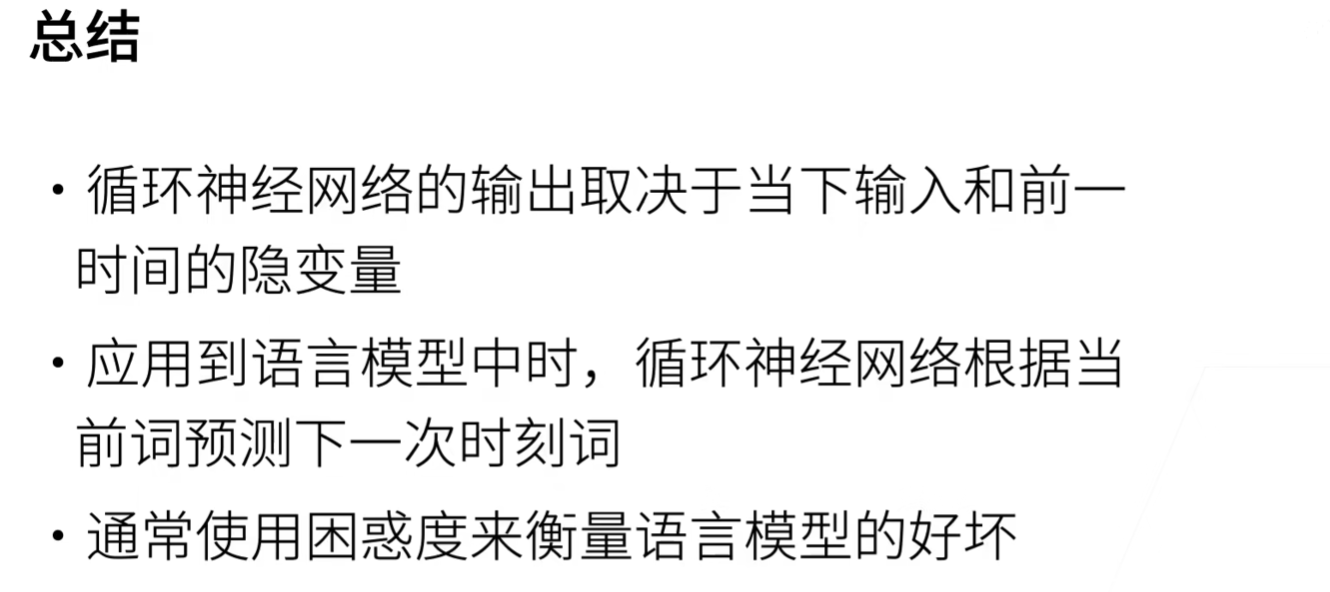 总结
• 循环神经网络的输出取决于当下输入和前一
时间的隐变量
• 应用到语言模型中时，循环神经网络根据当
前词预测下一次时刻词
• 通常使用困惑度来衡量语言模型的好坏